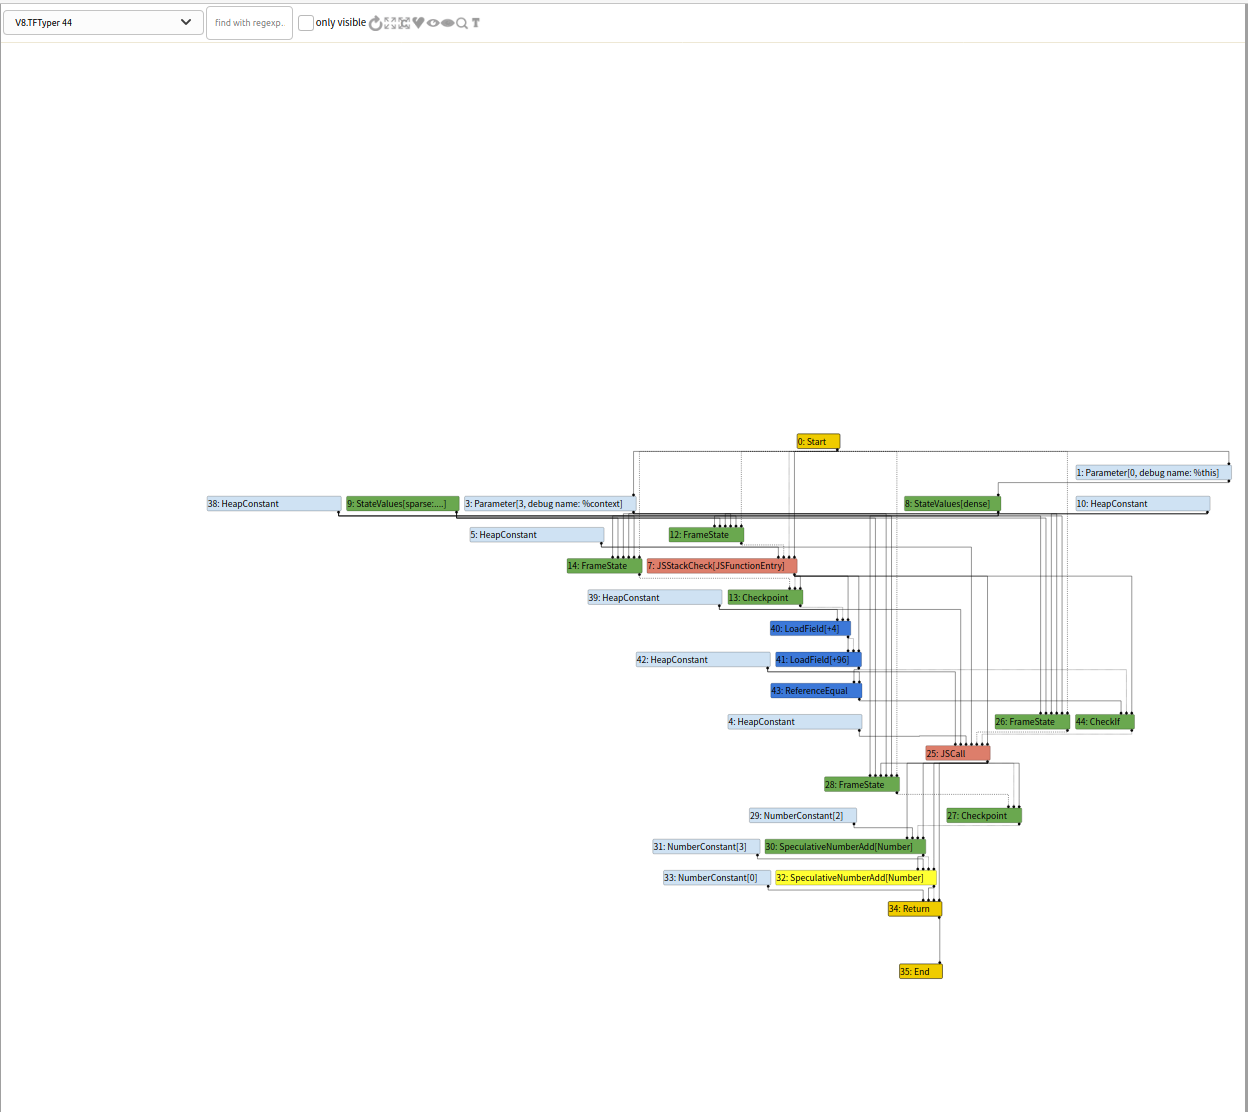 V8.TFTyper 44
find with regexp..
only visible
T
0: Start
1: Parameter[0, debug name: %this]
38: HeapConstant
9: StateValues[sparse:....]
3: Parameter[3, debug name: %context]
8: StateValues[dense]
10: HeapConstant
5: HeapConstant
12: FrameState
14: FrameState
7: JSStackCheck[JSFunctionEntry]
39: HeapConstant
13: Checkpoint
40: LoadField[+4]
42: HeapConstant
41: LoadField[+96]
43: ReferenceEqual
4: HeapConstant
26: FrameState
44: CheckIf
25: JSCall
28: FrameState
29: NumberConstant[2]
27: Checkpoint
31: NumberConstant[3]
30: SpeculativeNumberAdd[Number]
33: NumberConstant[0]
32: SpeculativeNumberAdd[Number]
34: Return
35: End